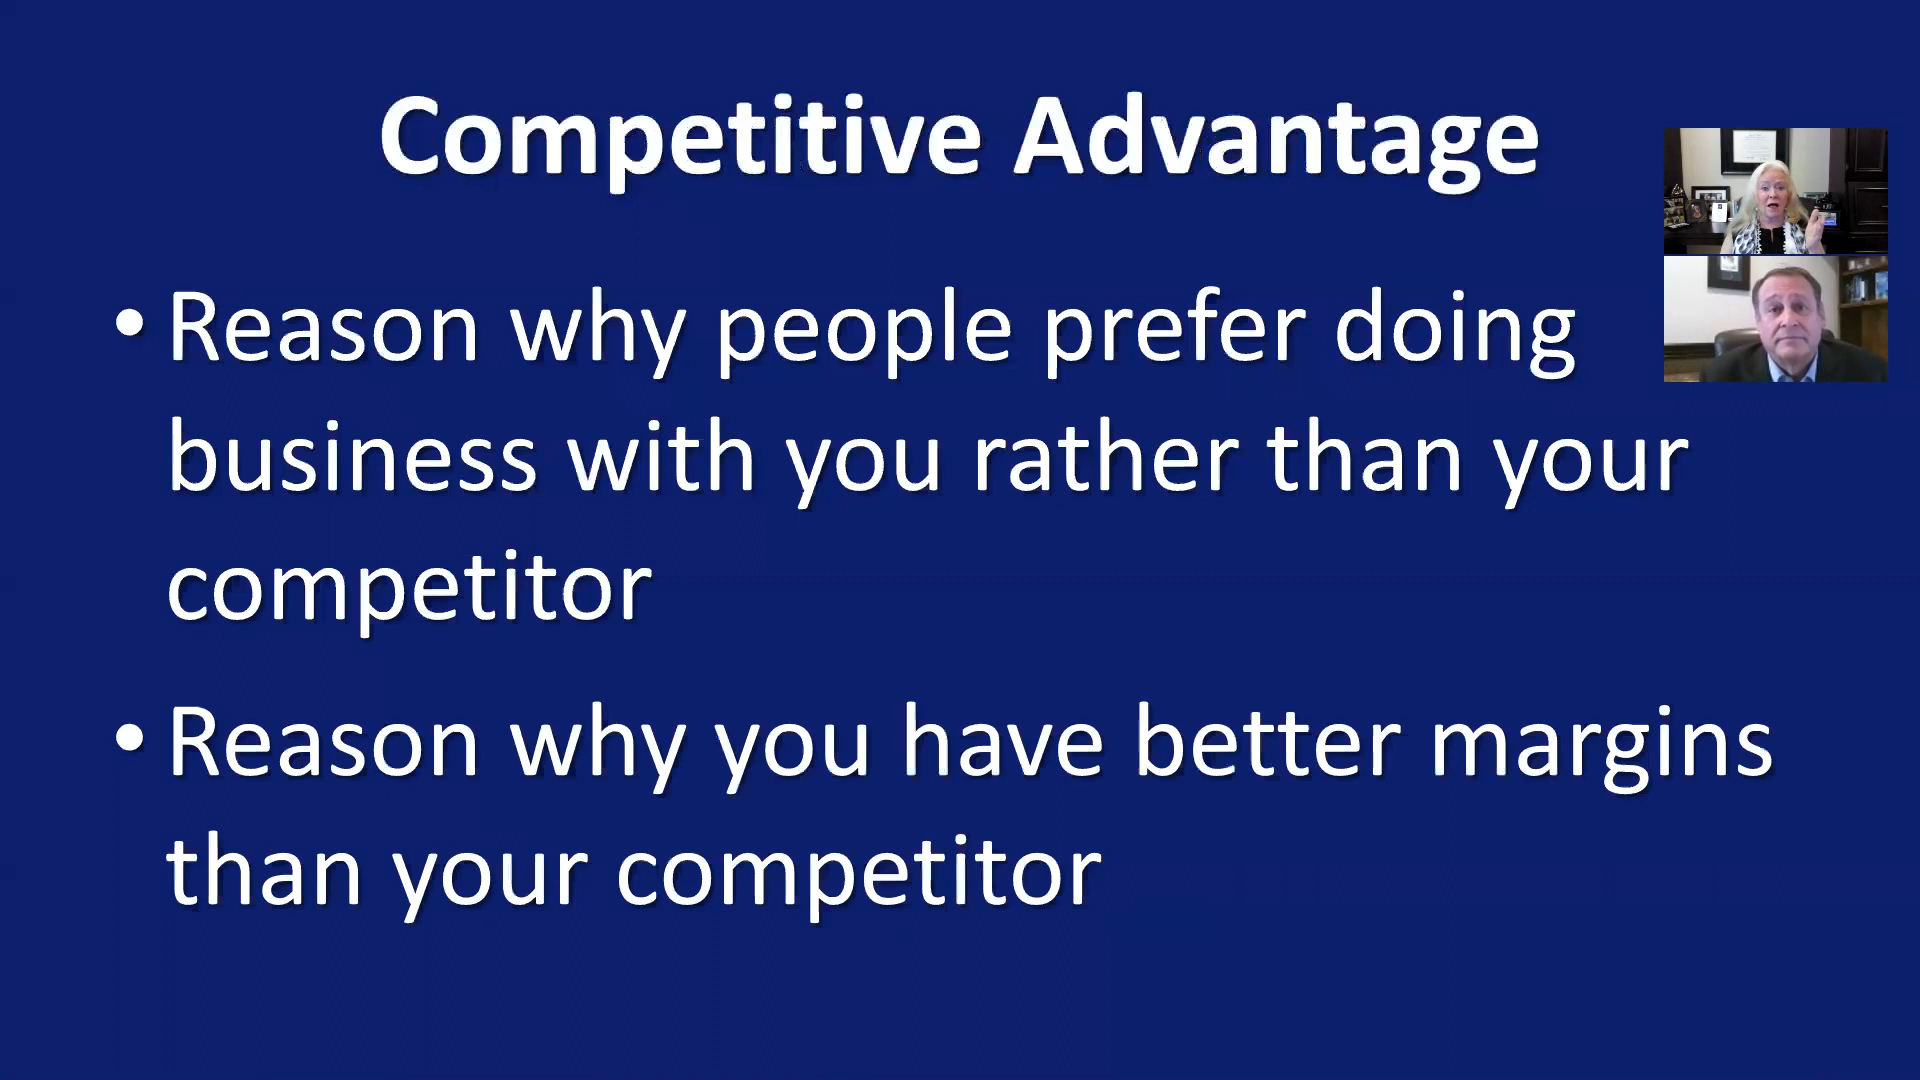 Competitive Advantage
• Reason why people prefer doing
business with you rather than your
competitor
• Reason why you have better margins
than your competitor